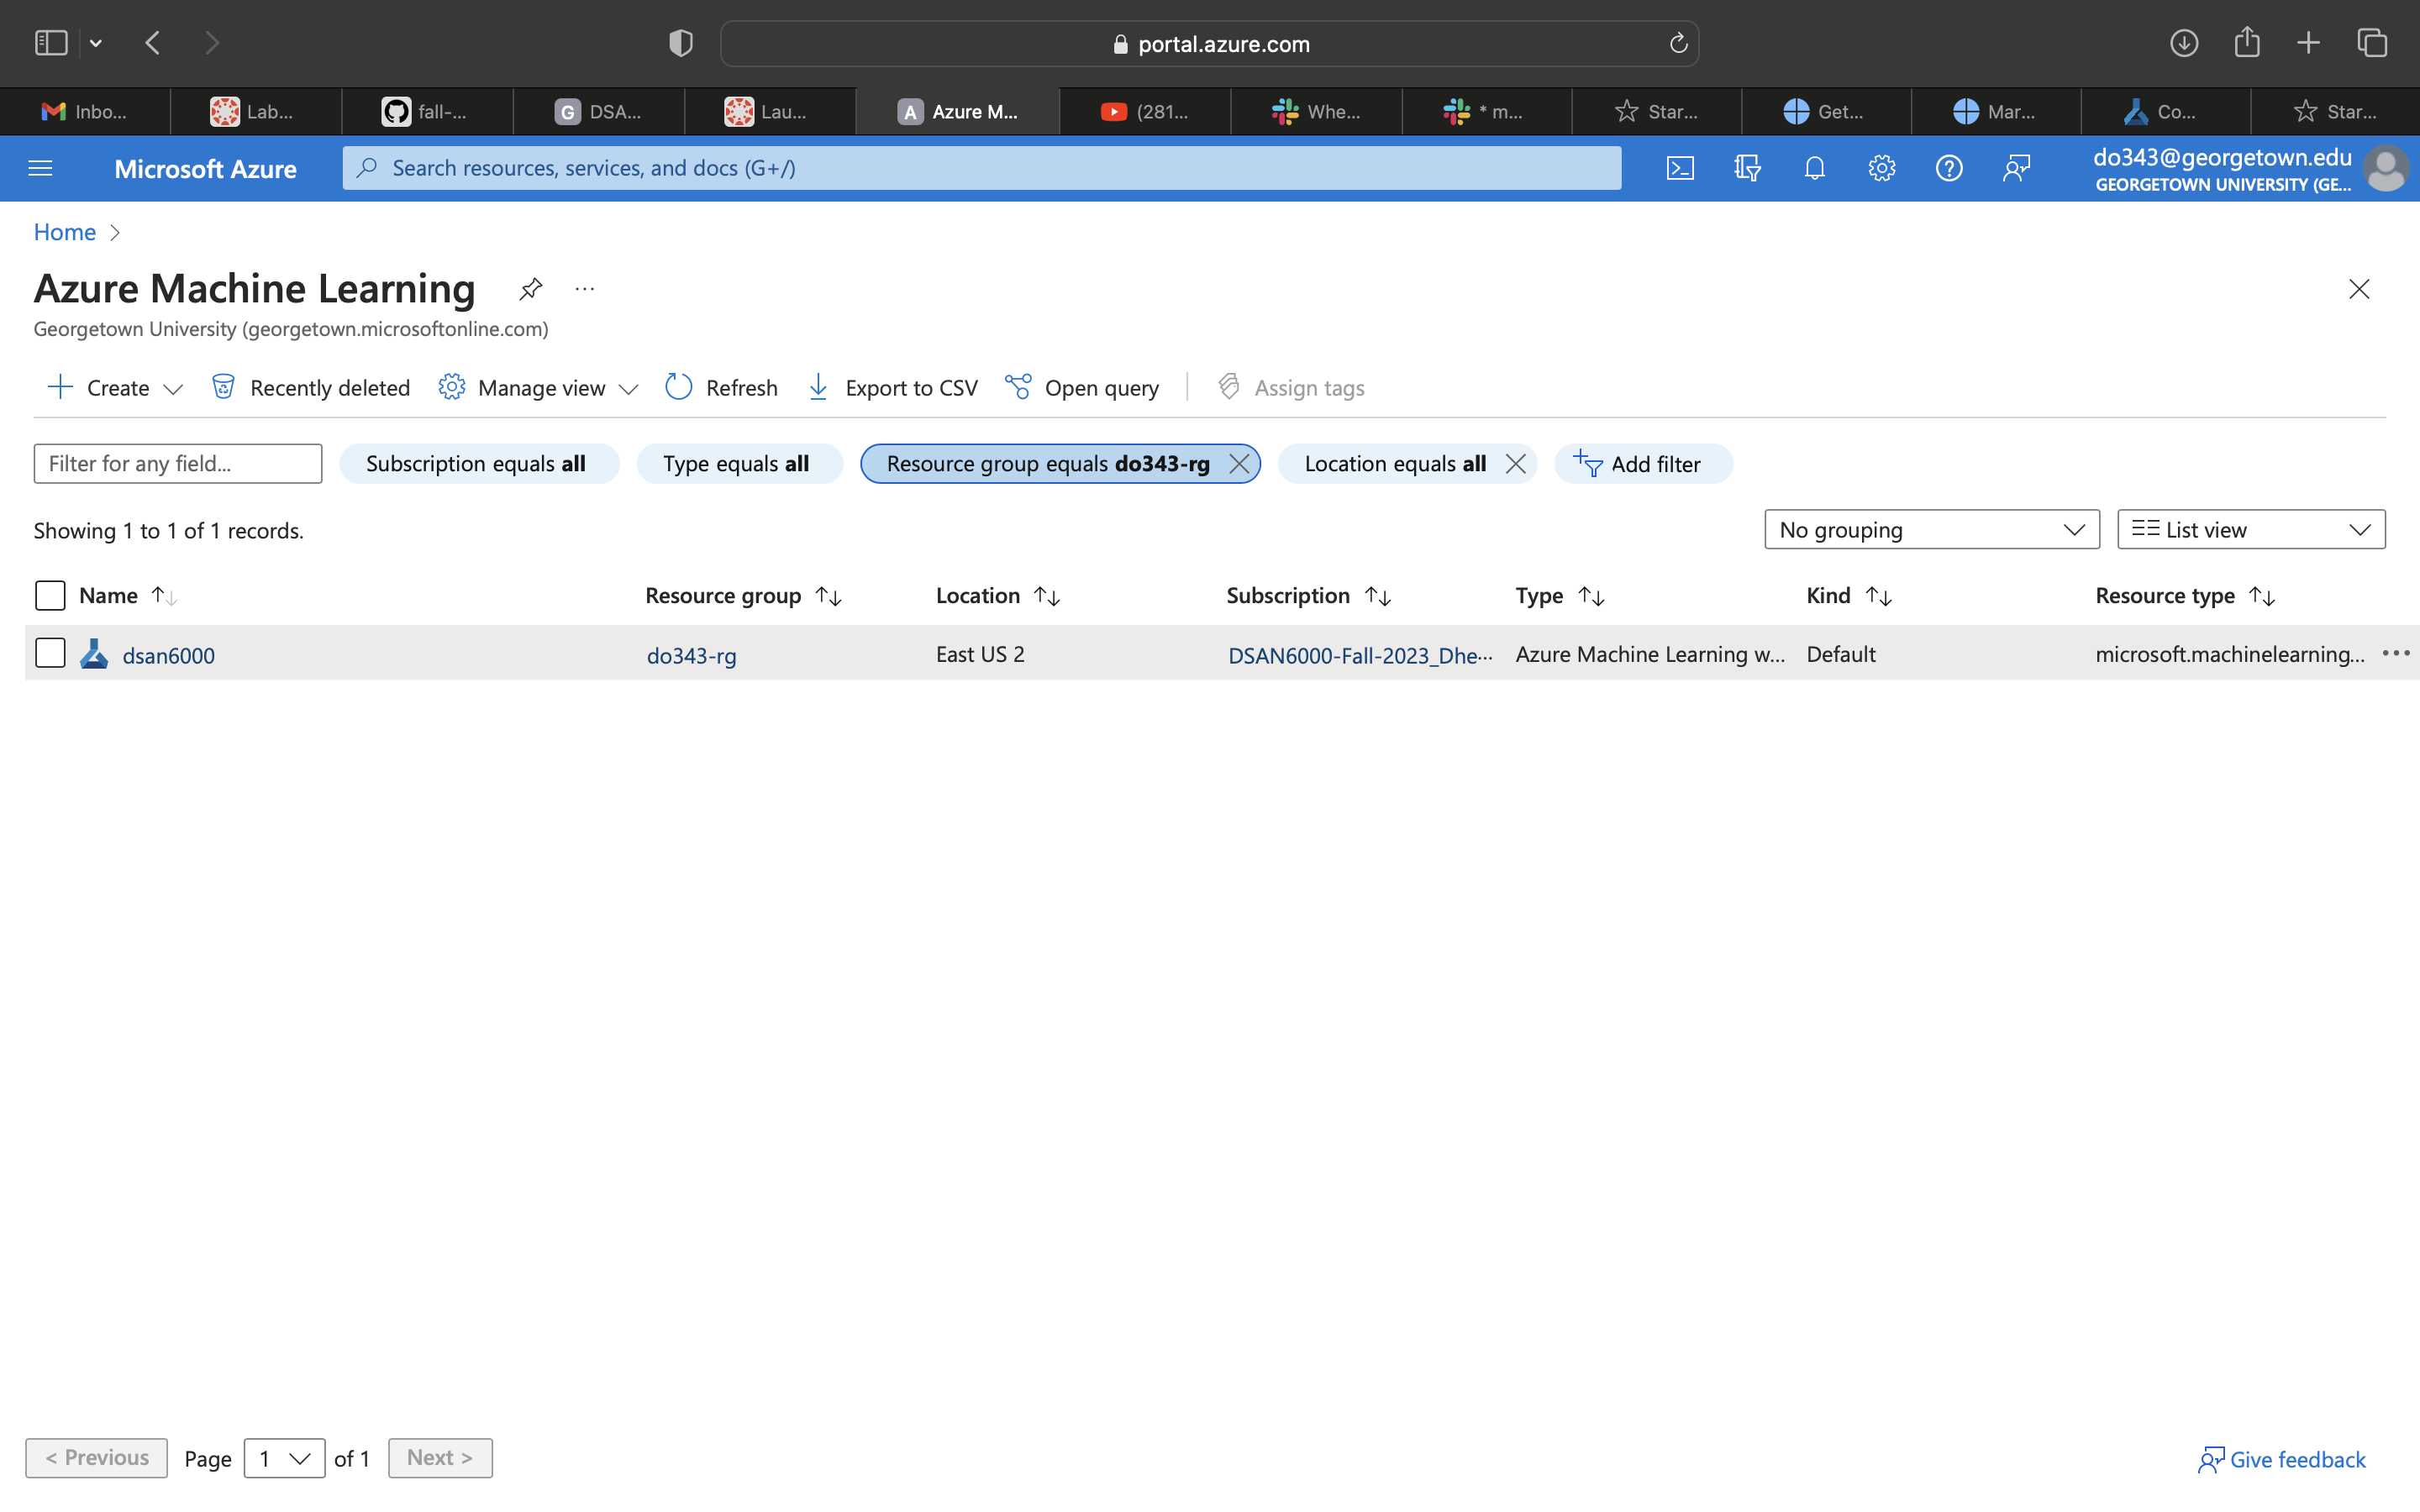 portal.azure.com
Inbo... Lab... fall-... G DSA... Lau... A Azure M... (281... Whe... * m... Star... Get... Mar... Co... Star...
Microsoft Azure Search resources, services, and docs (G+/) do343@georgetown.edu
GEORGETOWN UNIVERSITY (GE...
Home >
Azure Machine Learning ...
Georgetown University (georgetown.microsoftonline.com)
Create Recently deleted Manage view Refresh Export to CSV Open query Assign tags
Filter for any field... Subscription equals all Type equals all Resource group equals do343-rg Location equals all Add filter
Showing 1 to 1 of 1 records. No grouping List view
Name Resource group Location Subscription Type Kind Resource type
dsan6000 do343-rg East US 2 DSAN6000-Fall-2023_Dhe... Azure Machine Learning w... Default microsoft.machinelearning... ...
< Previous Page 1 of 1 Next > Give feedback